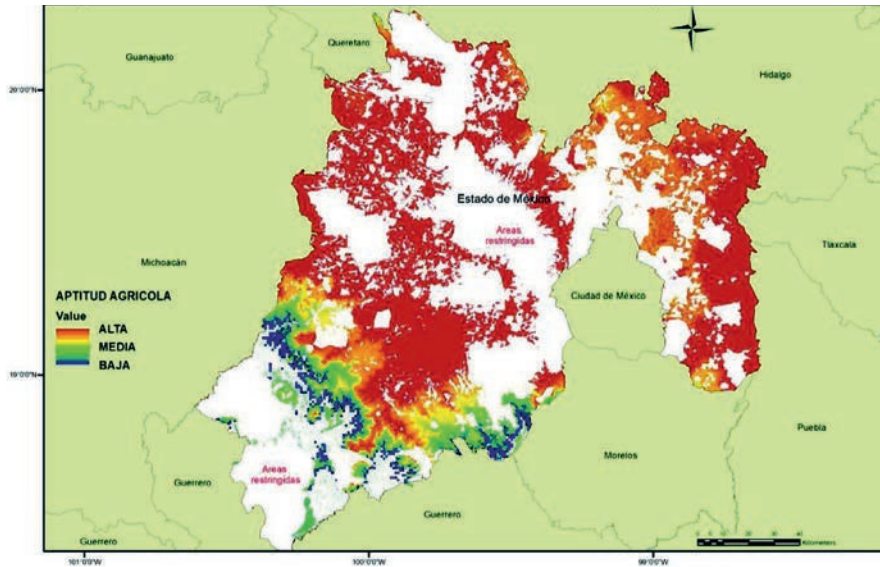 Guanajuato
Querétaro
Hidalgo
20°0'0"N
Estado de México
Areas
restringidas
Tlaxcala
Michoacán
Ciudad de México
APTITUD AGRICOLA
Value
ALTA
MEDIA
BAJA
19°0'0"N
Puebla
Morelos
Areas
restringidas
Guerrero
Guerrero
Guerrero
Kilometers
101°0'0"W
100°0'0"W
99°0'0"W